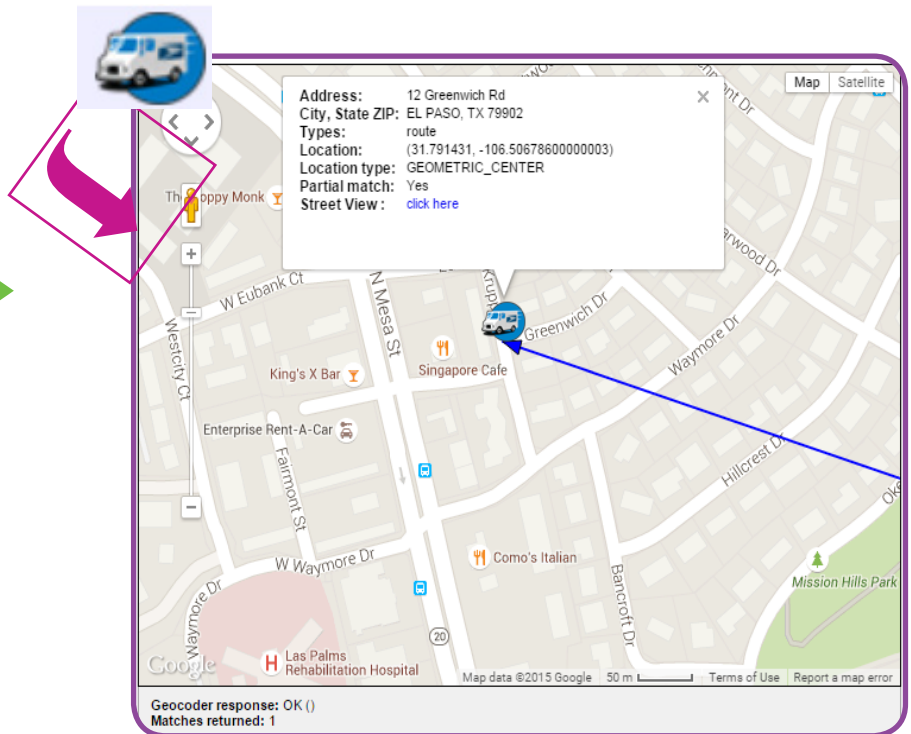 Map Satellite
Address: 12 Greenwich Rd
City, State ZIP: EL PASO, TX 79902
Types: route
Location: (31.791431, -106.50678600000003)
Location type: GEOMETRIC_CENTER
Partial match: Yes
Street View : click here
oppy Monk
W Eubank Ct
N Mesa St
Krupp
Greenwich Dr
Waymore Dr
Westcity Ct
Singapore Cafe
King's X Bar
Enterprise Rent-A-Car
Fairmont St
Hillcrest Dr
W Waymore Dr
Como's Italian
Bancroft Dr
Mission Hills Park
Waymore Dr
20
H Las Palms
Rehabilitation Hospital
Google
Map data ©2015 Google 50 m Terms of Use Report a map error
Geocoder response: OK ()
Matches returned: 1